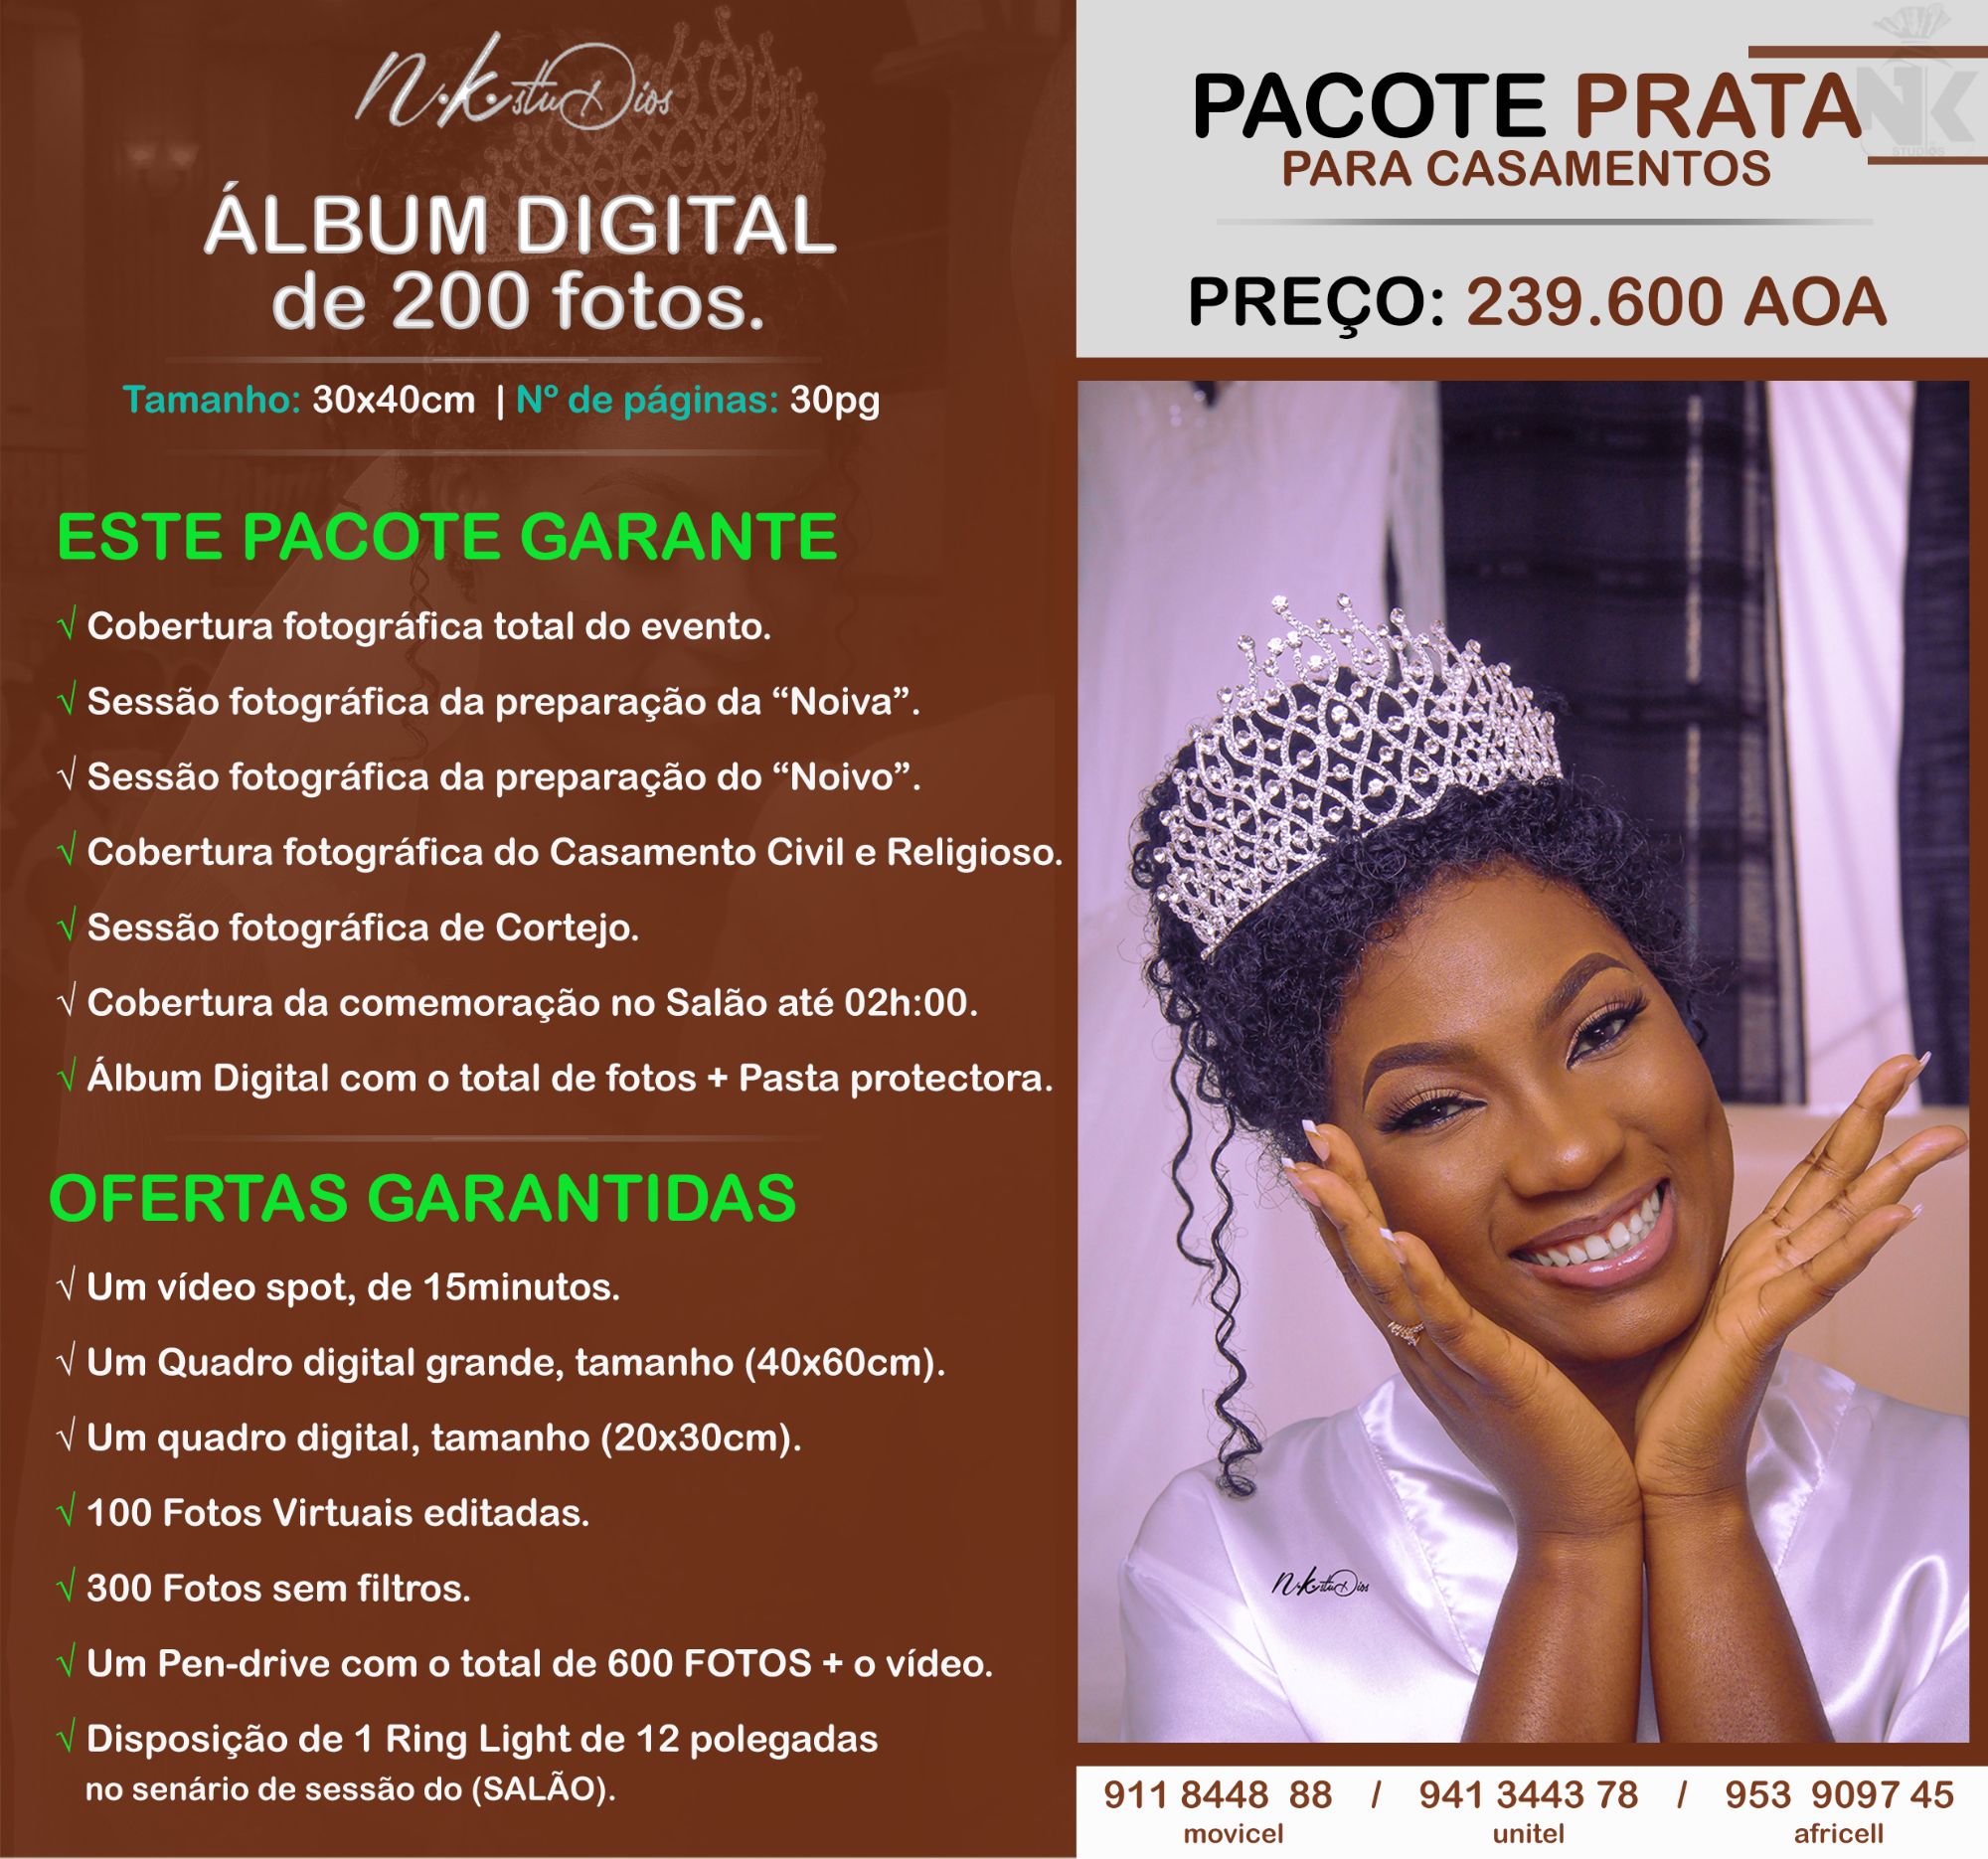 N.K. stuDios
ÁLBUM DIGITAL
de 200 fotos.
Tamanho: 30x40cm | Nº de páginas: 30pg
ESTE PACOTE GARANTE
√ Cobertura fotográfica total do evento.
√ Sessão fotográfica da preparação da “Noiva”.
√ Sessão fotográfica da preparação do “Noivo”.
√ Cobertura fotográfica do Casamento Civil e Religioso.
√ Sessão fotográfica de Cortejo.
√ Cobertura da comemoração no Salão até 02h:00.
√ Álbum Digital com o total de fotos + Pasta protectora.
OFERTAS GARANTIDAS
√ Um vídeo spot, de 15minutos.
√ Um Quadro digital grande, tamanho (40x60cm).
√ Um quadro digital, tamanho (20x30cm).
√ 100 Fotos Virtuais editadas.
√ 300 Fotos sem filtros.
√ Um Pen-drive com o total de 600 FOTOS + o vídeo.
√ Disposição de 1 Ring Light de 12 polegadas
no senário de sessão do (SALÃO).
PACOTE PRATA
PARA CASAMENTOS
NK
STUDIOS
PREÇO: 239.600 AOA
N.K. stuDios
911 8448 88 / 941 3443 78 / 953 9097 45
movicel unitel africell